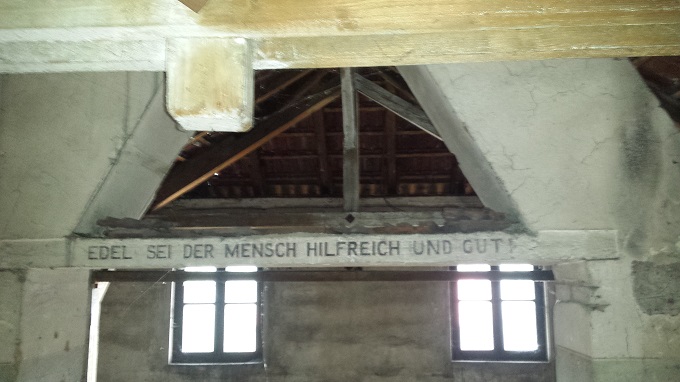 EDEL SEI DER MENSCH HILFREICH UND GUT!